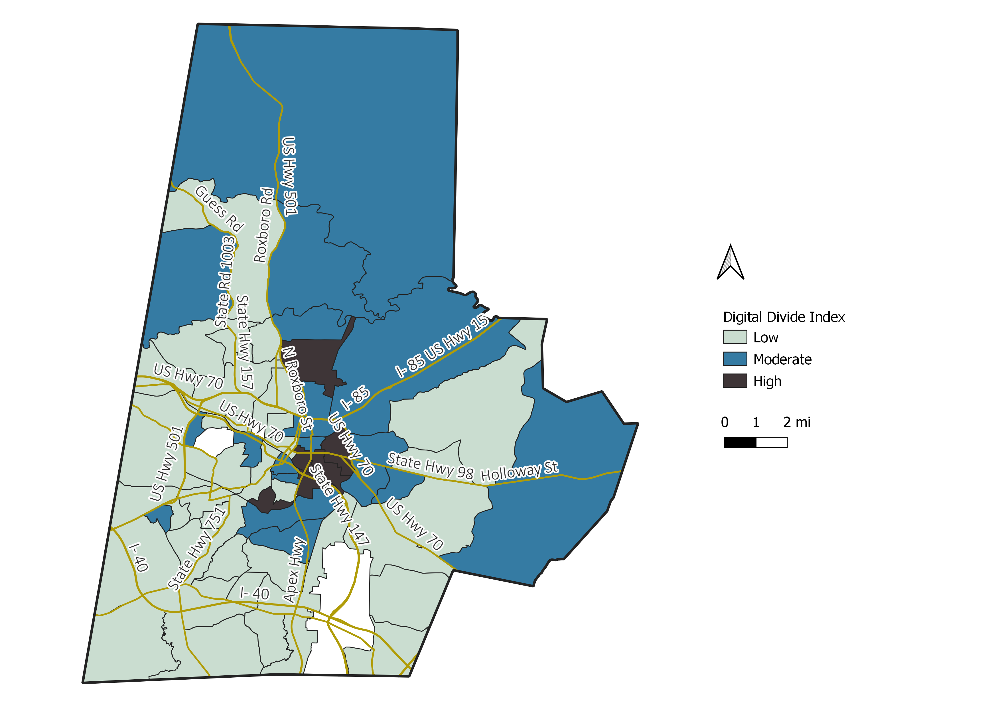 US Hwy 501
Guess Rd
Roxboro Rd
State Rd 1003
State Hwy 157
I- 85 US Hwy 15
N Roxboro St
US Hwy 70
I- 85
US Hwy 70
US Hwy 70
US Hwy 501
State Hwy 98
Holloway St
State Hwy 147
US Hwy 70
State Hwy 751
I- 40
Apex Hwy
I- 40
Digital Divide Index
Low
Moderate
High
0 1 2 mi